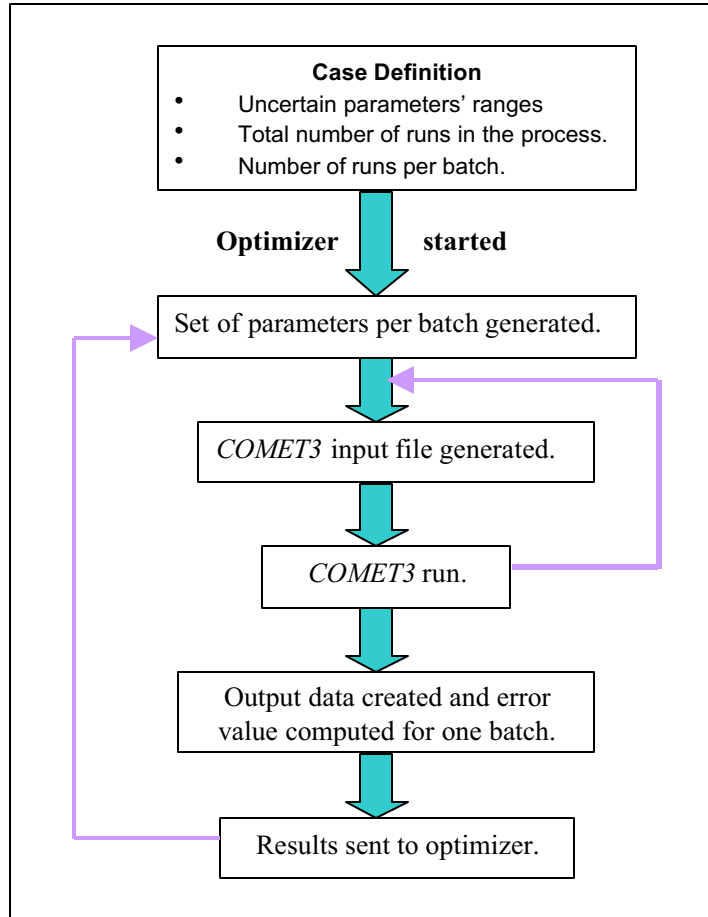 Case Definition
• Uncertain parameters’ ranges
• Total number of runs in the process.
• Number of runs per batch.
Optimizer started
Set of parameters per batch generated.
COMET3 input file generated.
COMET3 run.
Output data created and error
value computed for one batch.
Results sent to optimizer.